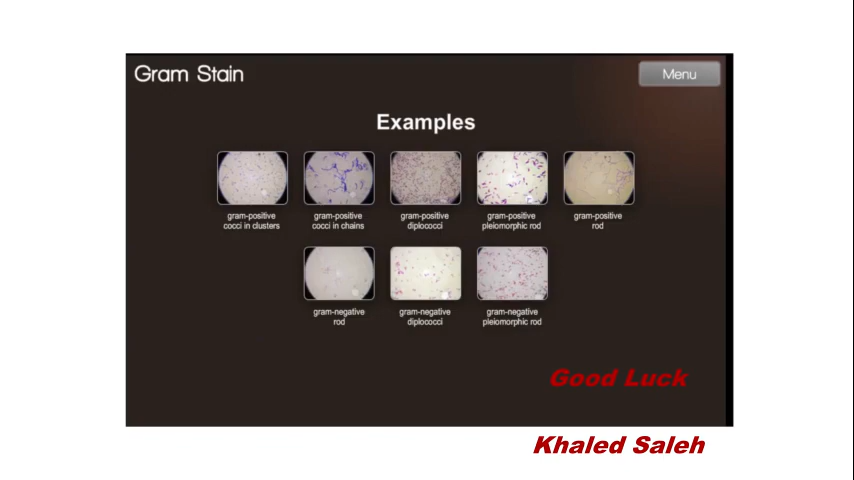 Gram Stain
Menu
Examples
gram-positive
cocci in clusters
gram-positive
cocci in chains
gram-positive
diplococci
gram-positive
pleiomorphic rod
gram-positive
rod
gram-negative
rod
gram-negative
diplococci
gram-negative
pleiomorphic rod
Good Luck
Khaled Saleh